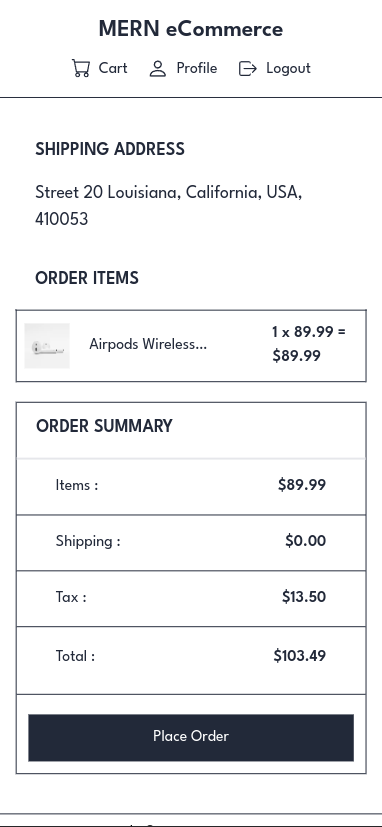 MERN eCommerce
Cart Profile Logout
SHIPPING ADDRESS
Street 20 Louisiana, California, USA,
410053
ORDER ITEMS
Airpods Wireless...
1 x 89.99 =
$89.99
ORDER SUMMARY
Items : $89.99
Shipping : $0.00
Tax : $13.50
Total : $103.49
Place Order